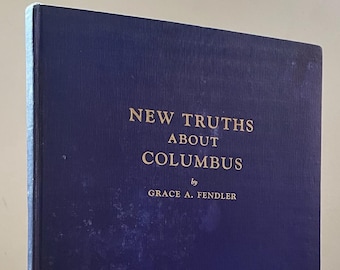 NEW TRUTHS
ABOUT
COLUMBUS
by
GRACE A. FENDLER